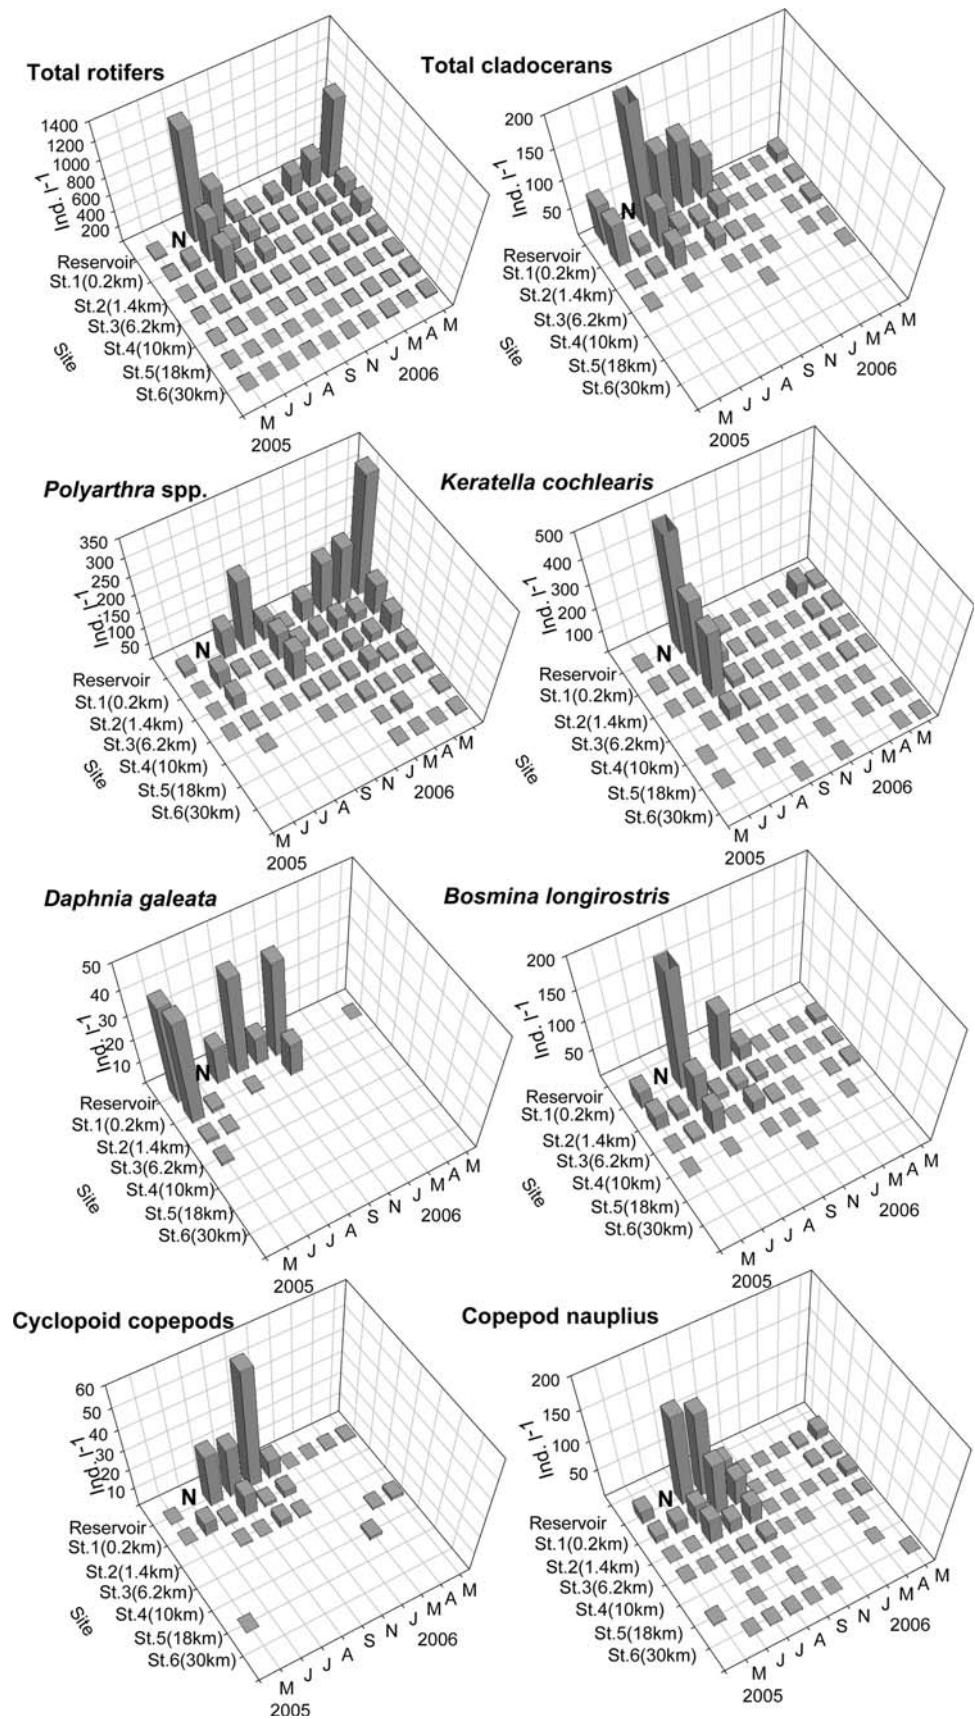 Total rotifers
1400
1200
1000
800
600
400
200
Ind. l-1
N
Reservoir
St.1(0.2km)
St.2(1.4km)
St.3(6.2km)
St.4(10km)
St.5(18km)
St.6(30km)
Site
M J J A S N J M A M
2005 2006
Total cladocerans
200
150
100
50
Ind. l-1
N
Reservoir
St.1(0.2km)
St.2(1.4km)
St.3(6.2km)
St.4(10km)
St.5(18km)
St.6(30km)
Site
M J J A S N J M A M
2005 2006
Polyarthra spp.
350
300
250
200
150
100
50
Ind. l-1
N
Reservoir
St.1(0.2km)
St.2(1.4km)
St.3(6.2km)
St.4(10km)
St.5(18km)
St.6(30km)
Site
M J J A S N J M A M
2005 2006
Keratella cochlearis
500
400
300
200
100
Ind. l-1
N
Reservoir
St.1(0.2km)
St.2(1.4km)
St.3(6.2km)
St.4(10km)
St.5(18km)
St.6(30km)
Site
M J J A S N J M A M
2005 2006
Daphnia galeata
50
40
30
20
10
Ind. l-1
N
Reservoir
St.1(0.2km)
St.2(1.4km)
St.3(6.2km)
St.4(10km)
St.5(18km)
St.6(30km)
Site
M J J A S N J M A M
2005 2006
Bosmina longirostris
200
150
100
50
Ind. l-1
N
Reservoir
St.1(0.2km)
St.2(1.4km)
St.3(6.2km)
St.4(10km)
St.5(18km)
St.6(30km)
Site
M J J A S N J M A M
2005 2006
Cyclopoid copepods
60
50
40
30
20
10
Ind. l-1
N
Reservoir
St.1(0.2km)
St.2(1.4km)
St.3(6.2km)
St.4(10km)
St.5(18km)
St.6(30km)
Site
M J J A S N J M A M
2005 2006
Copepod nauplius
200
150
100
50
Ind. l-1
N
Reservoir
St.1(0.2km)
St.2(1.4km)
St.3(6.2km)
St.4(10km)
St.5(18km)
St.6(30km)
Site
M J J A S N J M A M
2005 2006